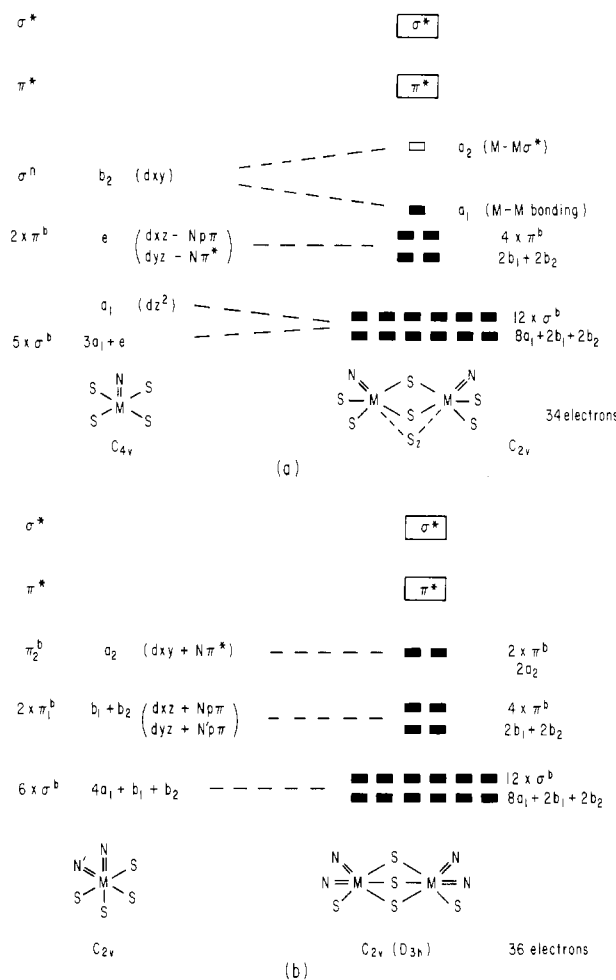 σ* σ*
π* π*
a₂ (M-Mσ*)
σⁿ b₂ (dxy)
a₁ (M-M bonding)
2 x πᵇ e (dxz - Npπ 4 x πᵇ
dyz - Nπ*) 2b₁ + 2b₂
a₁ (dz²)
12 x σᵇ
5 x σᵇ 3a₁ + e 8a₁ + 2b₁ + 2b₂
N N N
S S S
M S M M S
S S S S S
S₂ 34 electrons
C₄ᵥ C₂ᵥ
(a)
σ* σ*
π* π*
π₂ᵇ a₂ (dxy + Nπ*) 2 x πᵇ
2a₂
2 x π₁ᵇ b₁ + b₂ (dxz + Npπ 4 x πᵇ
dyz + N'pπ) 2b₁ + 2b₂
12 x σᵇ
6 x σᵇ 4a₁ + b₁ + b₂ 8a₁ + 2b₁ + 2b₂
N' N S N S N
M N M S M N
S S S S S S
C₂ᵥ C₂ᵥ (D₃ₕ) 36 electrons
(b)